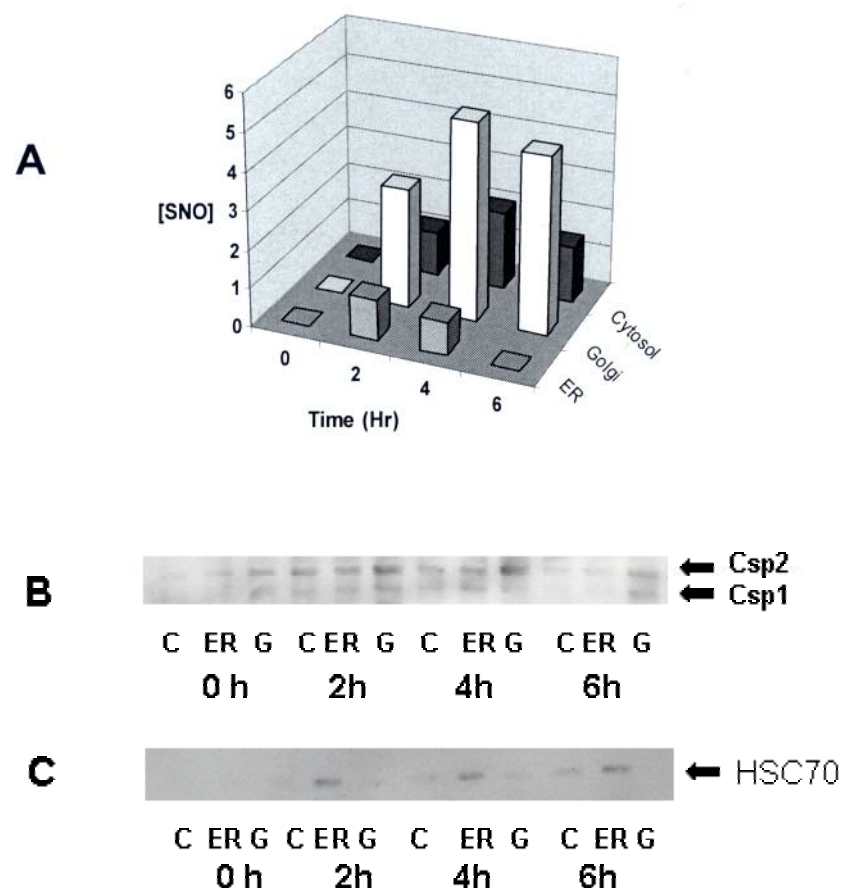 A
6
5
4
[SNO] 3
2
1
0
0
2
4
6
Time (Hr)
ER
Golgi
Cytosol
B
Csp2
Csp1
C ER G C ER G C ER G C ER G
0 h 2h 4h 6h
C
HSC70
C ER G C ER G C ER G C ER G
0 h 2h 4h 6h